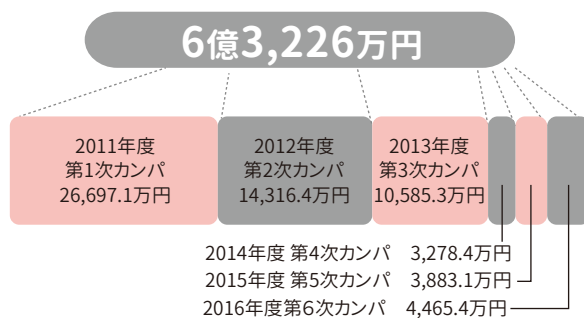 6億3,226万円
2011年度
第1次カンパ
26,697.1万円
2012年度
第2次カンパ
14,316.4万円
2013年度
第3次カンパ
10,585.3万円
2014年度 第4次カンパ 3,278.4万円
2015年度 第5次カンパ 3,883.1万円
2016年度第6次カンパ 4,465.4万円